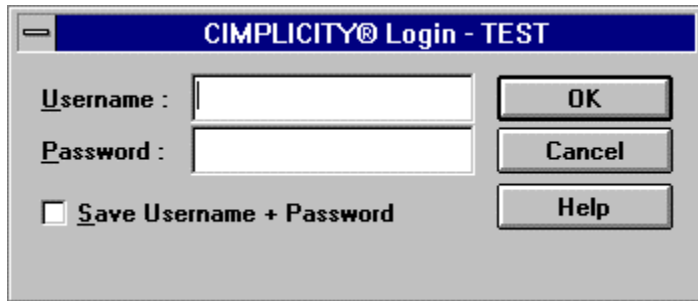 CIMPLICITY® Login - TEST
Username :
OK
Password :
Cancel
Save Username + Password
Help